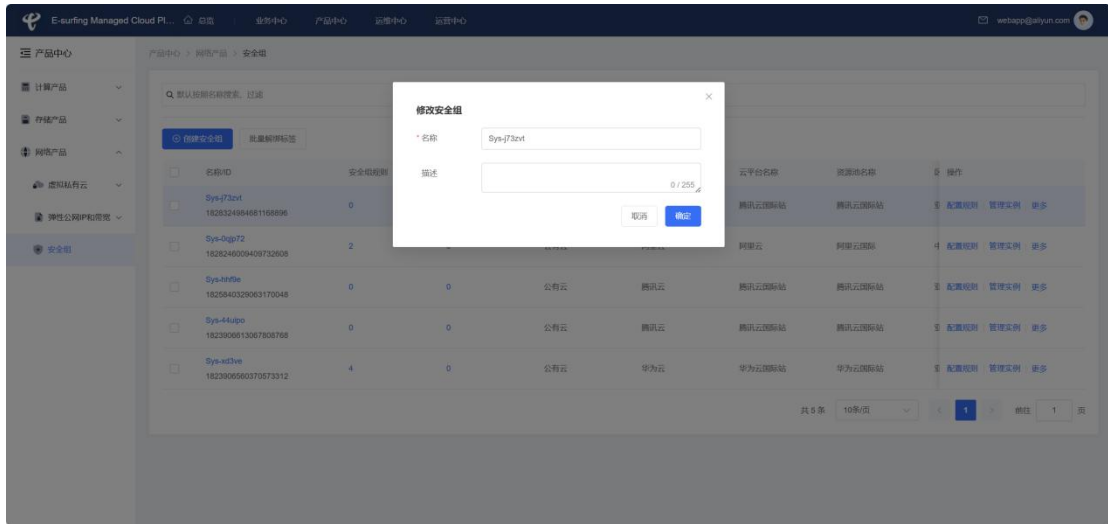 E-surfing Managed Cloud Pl... 总览 业务中心 产品中心 运维中心 运营中心 webapp@aliyun.com
产品中心
产品中心 > 网络产品 > 安全组
计算产品
存储产品
网络产品
虚拟私有云
弹性公网IP和带宽
安全组
默认按照名称搜索、过滤
创建安全组 批量解绑标签
修改安全组
* 名称 Sys-j73zvt
描述 0 / 255
取消 确定
名称/ID 安全组规则 云平台名称 资源池名称 操作
Sys-j73zvt
1828324984681168896
0 腾讯云国际站 腾讯云国际站 配置规则 管理实例 更多
Sys-0qjp72
1828246009409732608
2 阿里云 阿里云国际 配置规则 管理实例 更多
Sys-hhf9e
1825840329063170048
0 0 公有云 腾讯云 腾讯云国际站 腾讯云国际站 配置规则 管理实例 更多
Sys-44uipo
1823906613067808768
0 0 公有云 腾讯云 腾讯云国际站 腾讯云国际站 配置规则 管理实例 更多
Sys-sd3ve
1823906560370573312
4 0 公有云 华为云 华为云国际站 华为云国际站 配置规则 管理实例 更多
共 5 条 10条/页 1 前往 1 页